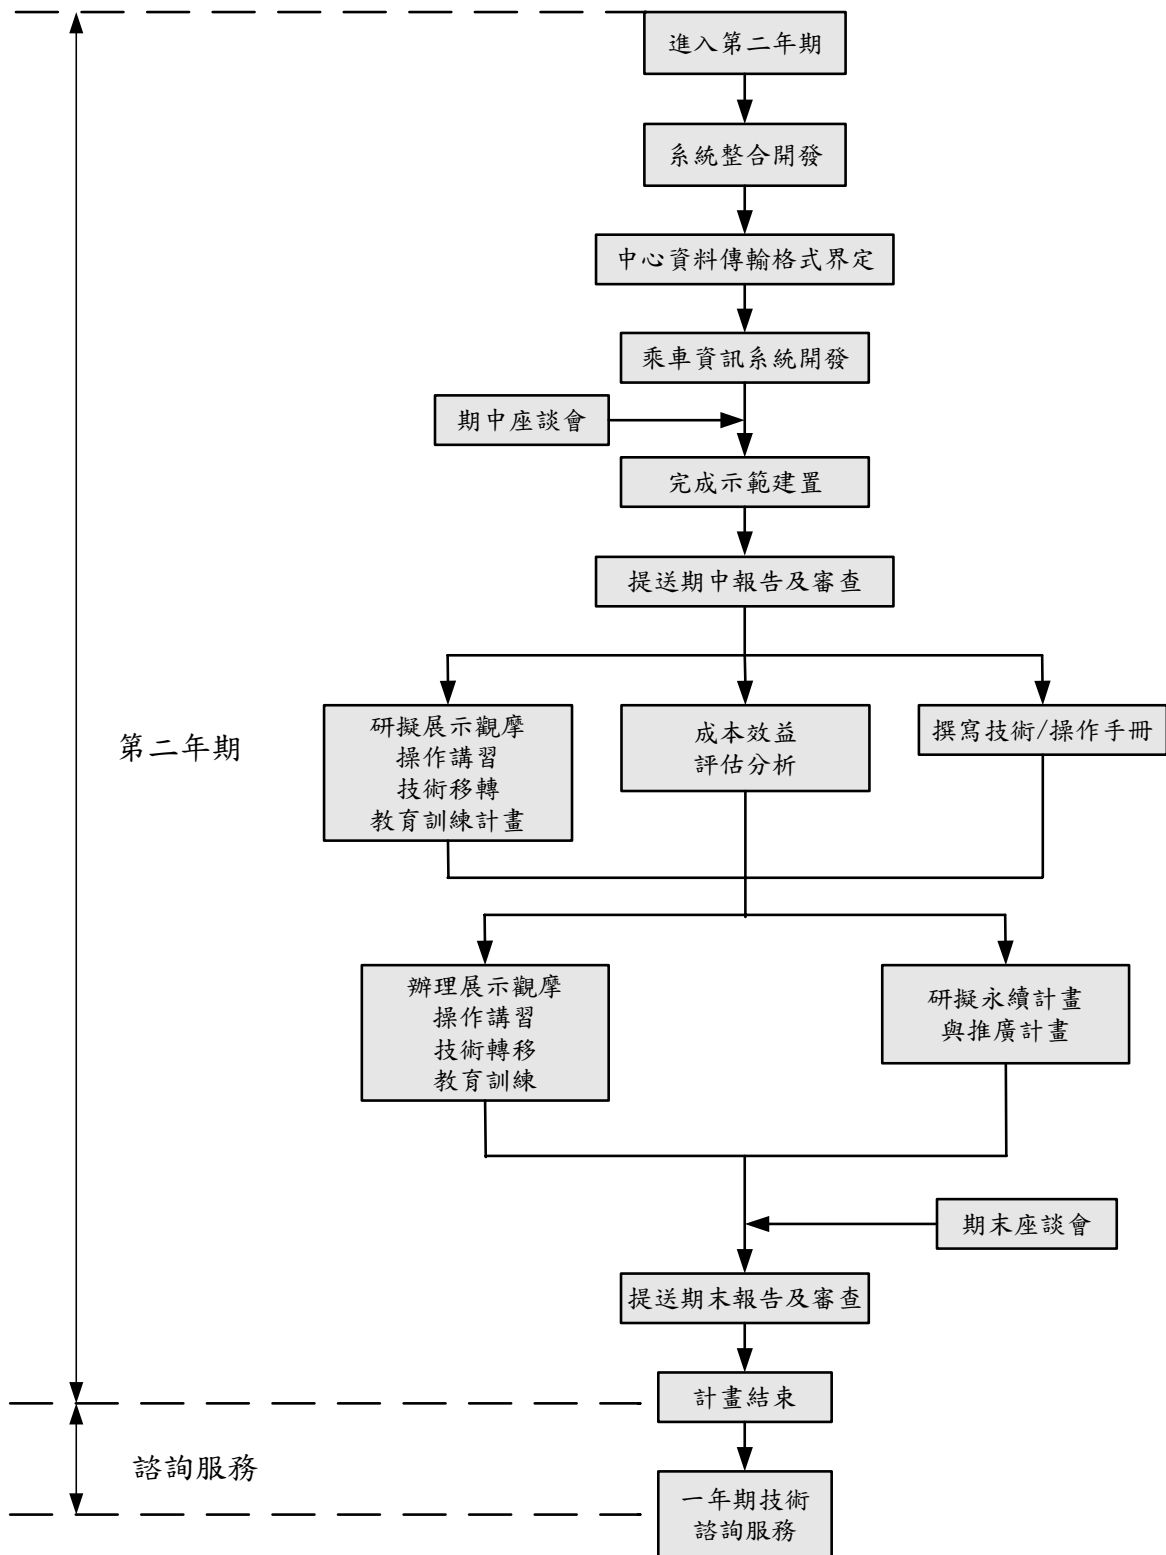 進入第二年期
系統整合開發
中心資料傳輸格式界定
乘車資訊系統開發
期中座談會
完成示範建置
提送期中報告及審查
第二年期
研擬展示觀摩
操作講習
技術移轉
教育訓練計畫
成本效益
評估分析
撰寫技術/操作手冊
辦理展示觀摩
操作講習
技術轉移
教育訓練
研擬永續計畫
與推廣計畫
期末座談會
提送期末報告及審查
計畫結束
諮詢服務
一年期技術
諮詢服務